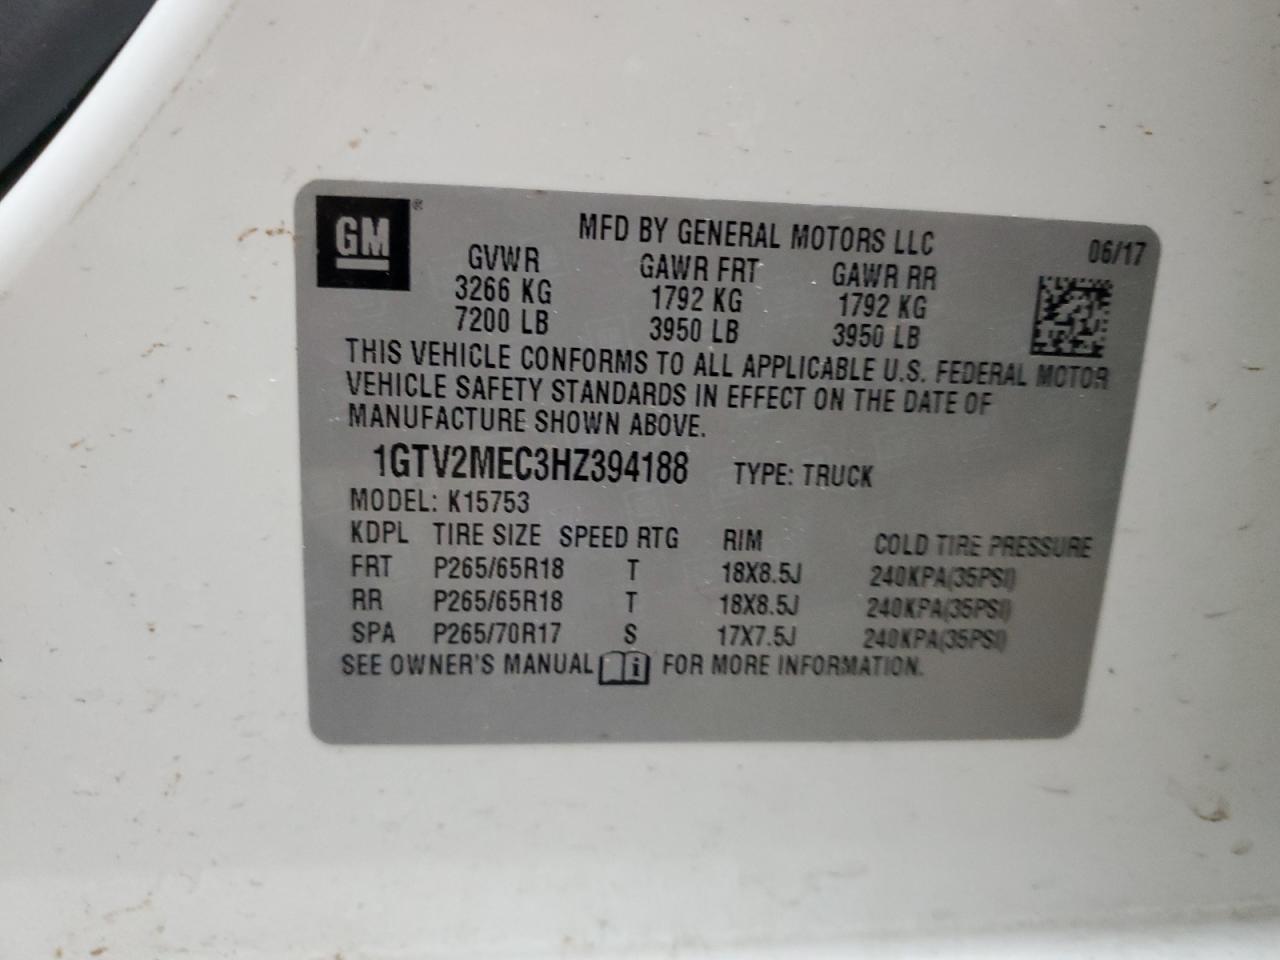 GM®
MFD BY GENERAL MOTORS LLC 06/17
GVWR GAWR FRT GAWR RR
3266 KG 1792 KG 1792 KG
7200 LB 3950 LB 3950 LB
THIS VEHICLE CONFORMS TO ALL APPLICABLE U.S. FEDERAL MOTOR
VEHICLE SAFETY STANDARDS IN EFFECT ON THE DATE OF
MANUFACTURE SHOWN ABOVE.
1GTV2MEC3HZ394188 TYPE: TRUCK
MODEL: K15753
KDPL TIRE SIZE SPEED RTG RIM COLD TIRE PRESSURE
FRT P265/65R18 T 18X8.5J 240KPA(35PSI)
RR P265/65R18 T 18X8.5J 240KPA(35PSI)
SPA P265/70R17 S 17X7.5J 240KPA(35PSI)
SEE OWNER'S MANUAL i FOR MORE INFORMATION.